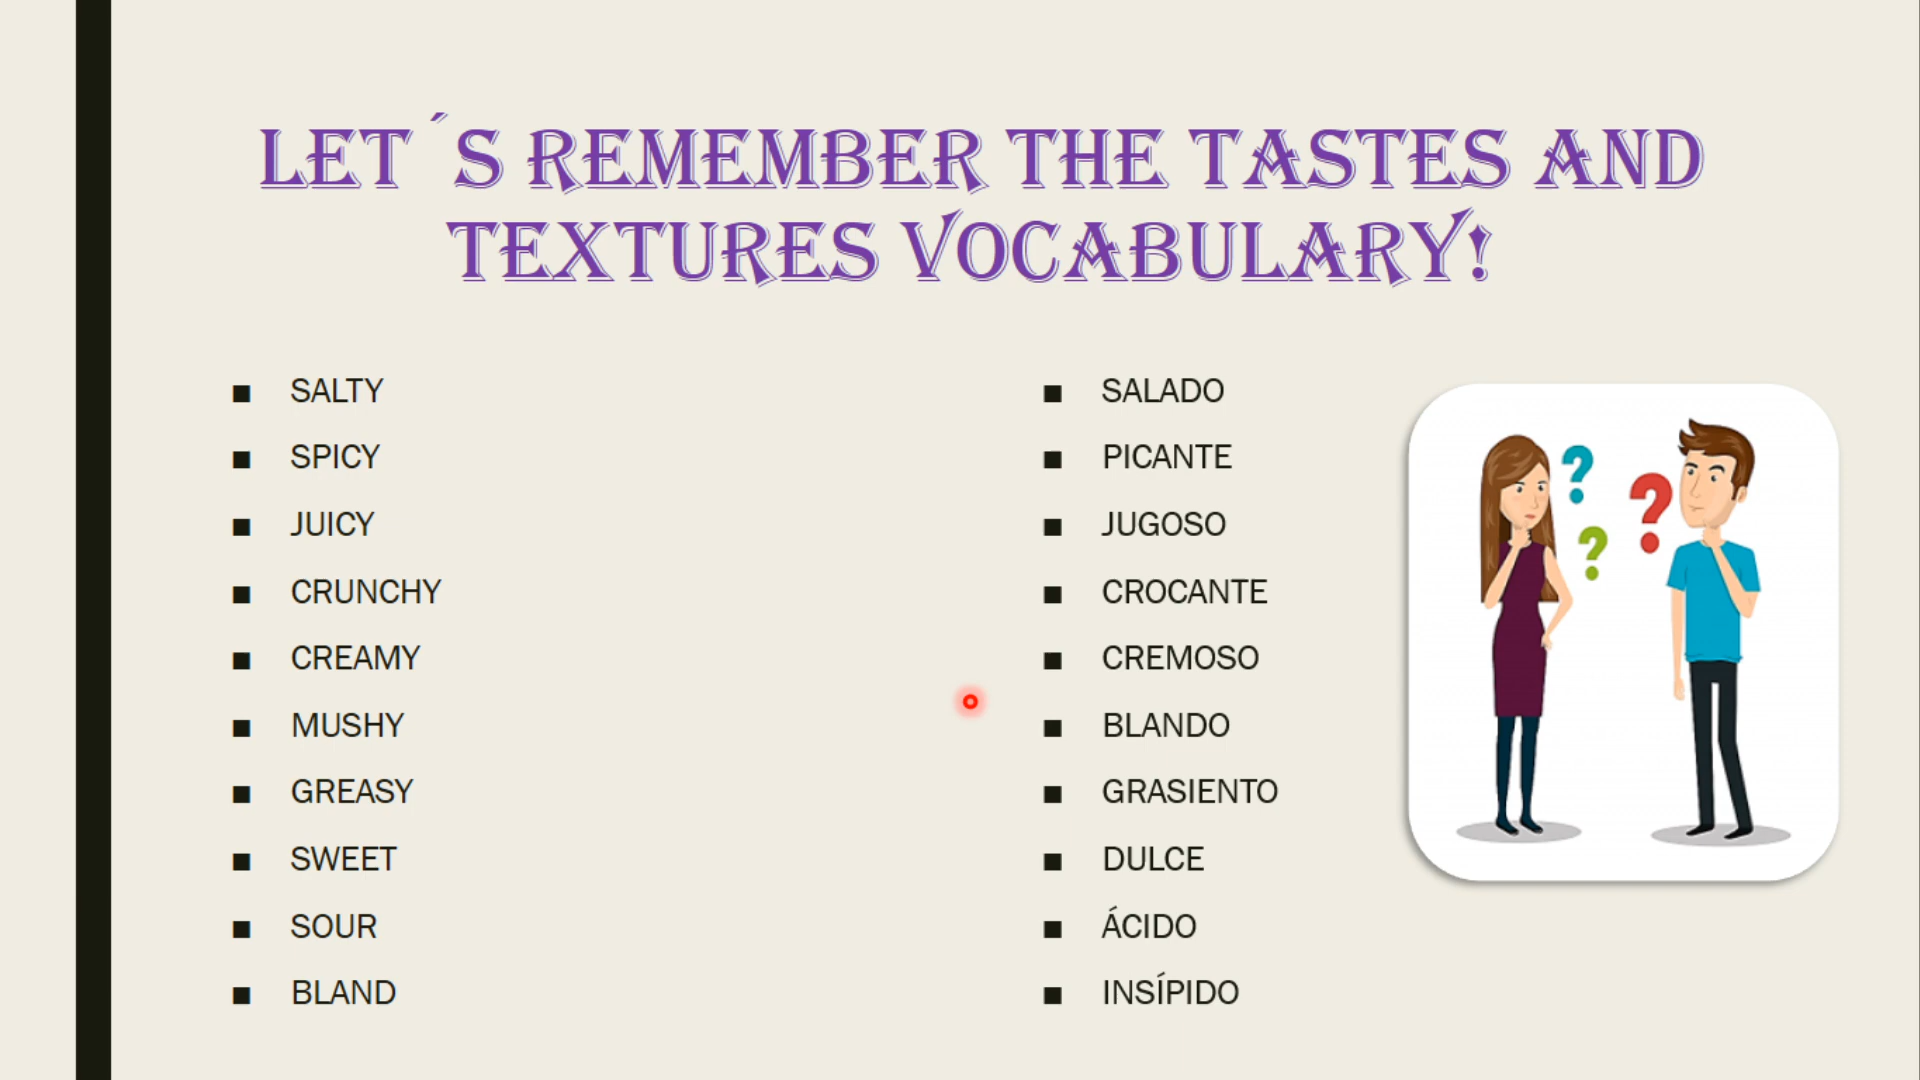 LET´S REMEMBER THE TASTES AND
TEXTURES VOCABULARY!
■ SALTY
■ SPICY
■ JUICY
■ CRUNCHY
■ CREAMY
■ MUSHY
■ GREASY
■ SWEET
■ SOUR
■ BLAND
■ SALADO
■ PICANTE
■ JUGOSO
■ CROCANTE
■ CREMOSO
■ BLANDO
■ GRASIENTO
■ DULCE
■ ÁCIDO
■ INSÍPIDO
? ? ?